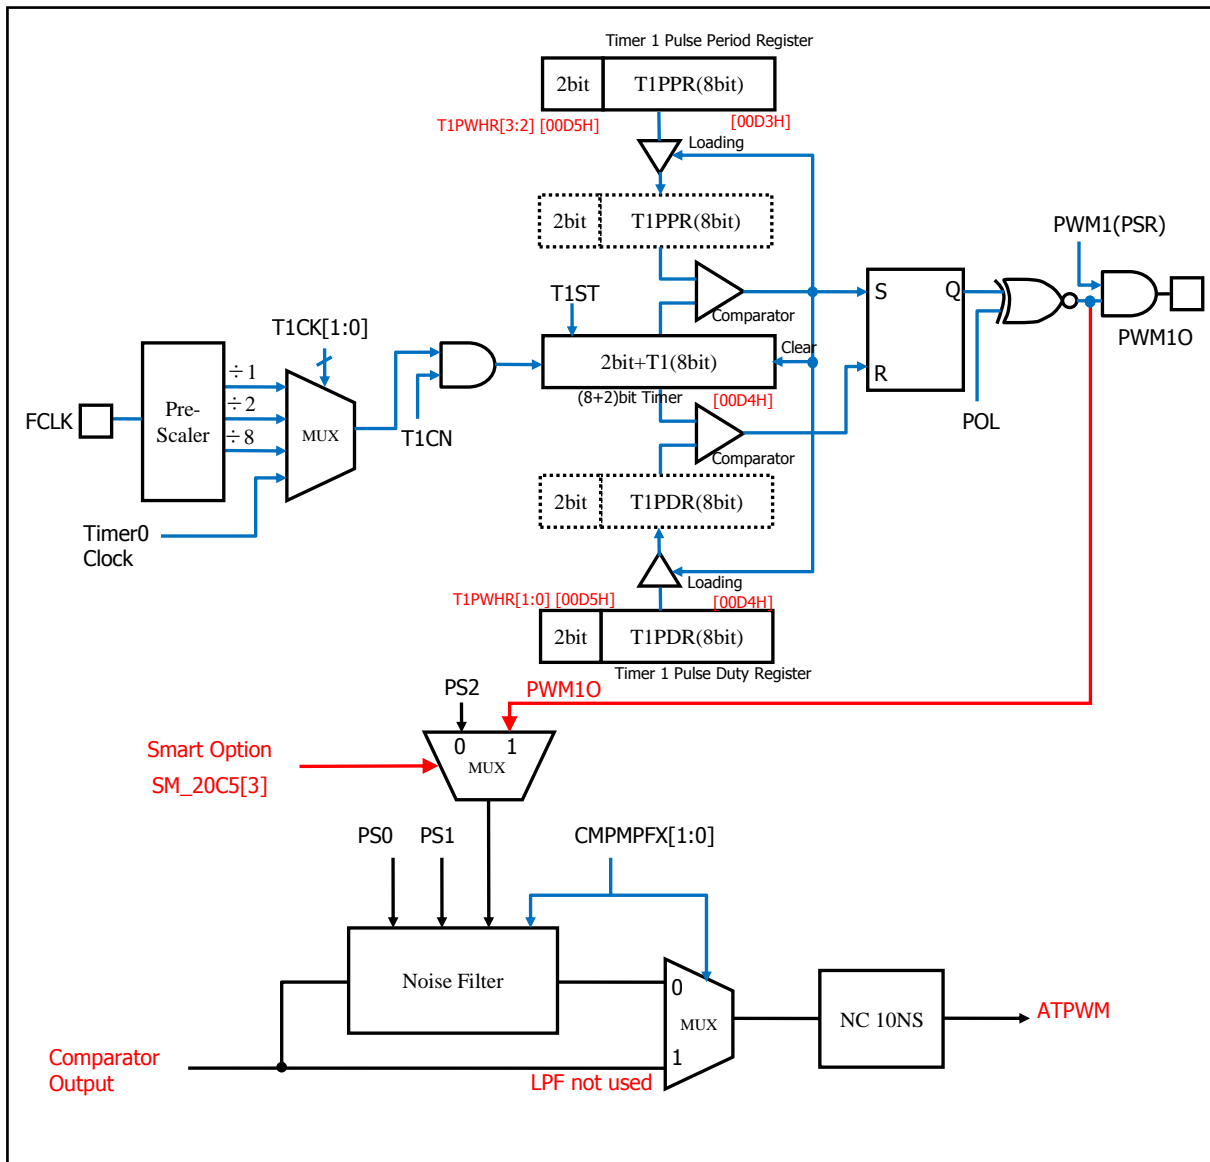 Timer 1 Pulse Period Register
2bit
T1PPR(8bit)
T1PWHR[3:2] [00D5H]
[00D3H]
Loading
2bit
T1PPR(8bit)
PWM1(PSR)
T1ST
Comparator
S
Q
PWM1O
T1CK[1:0]
Clear
2bit+T1(8bit)
R
÷1
÷2
÷8
FCLK
Pre-
Scaler
MUX
T1CN
(8+2)bit Timer
[00D4H]
POL
Comparator
2bit
T1PDR(8bit)
Timer0
Clock
Loading
T1PWHR[1:0] [00D5H]
[00D4H]
2bit
T1PDR(8bit)
Timer 1 Pulse Duty Register
PS2
PWM1O
0
1
MUX
Smart Option
SM_20C5[3]
PS0
PS1
CMPMPFX[1:0]
Noise Filter
0
MUX
1
NC 10NS
ATPWM
Comparator
Output
LPF not used